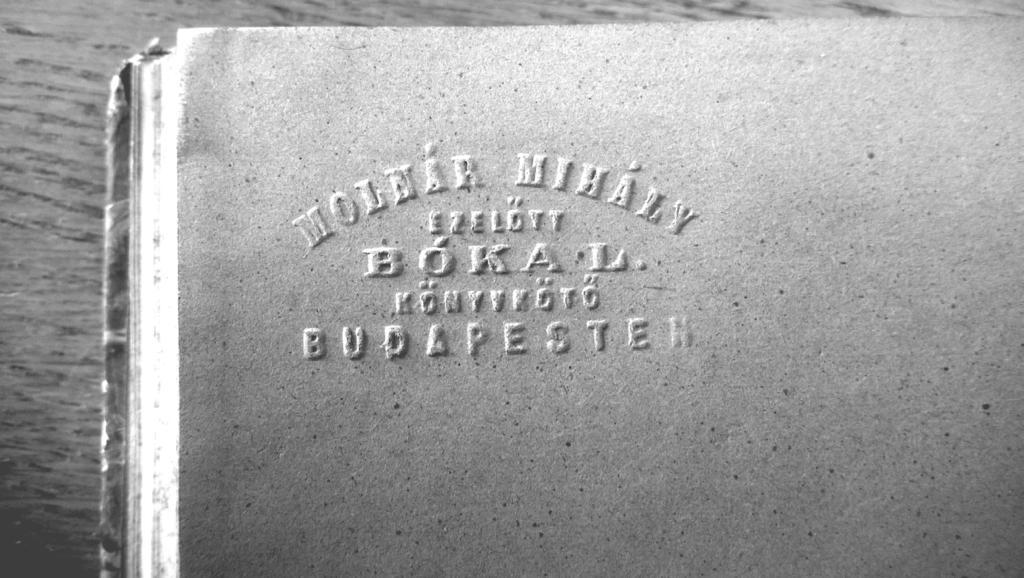 MOLNÁR MIHÁLY
EZELŐTT
BÓKA L.
KÖNYVKÖTŐ
BUDAPESTEN